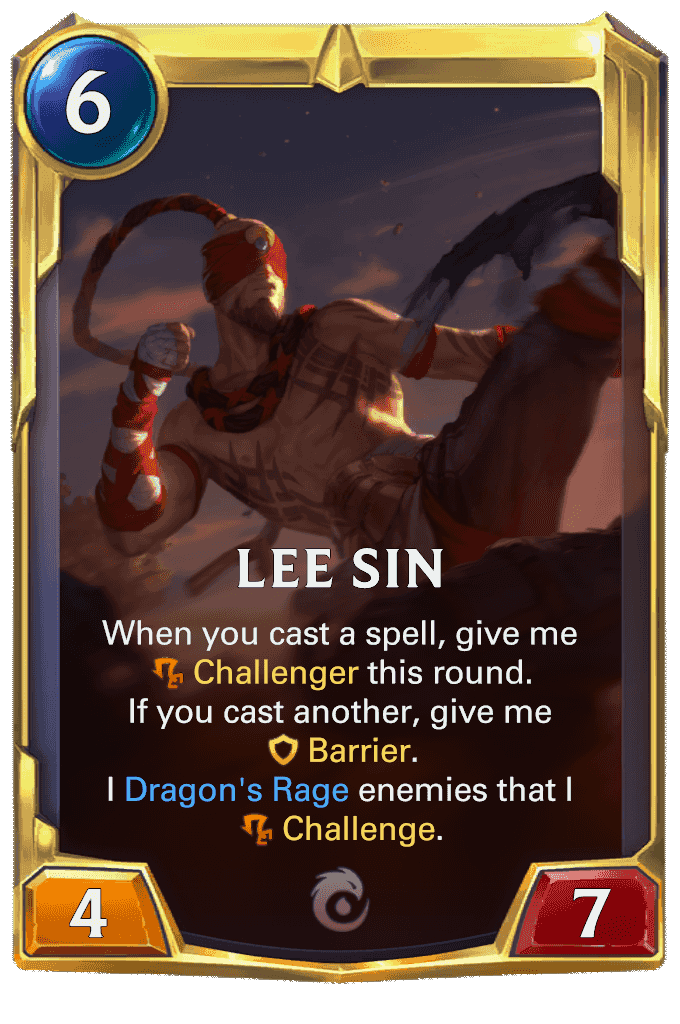 6
LEE SIN
When you cast a spell, give me
Challenger this round.
If you cast another, give me
Barrier.
I Dragon's Rage enemies that I
Challenge.
4
7